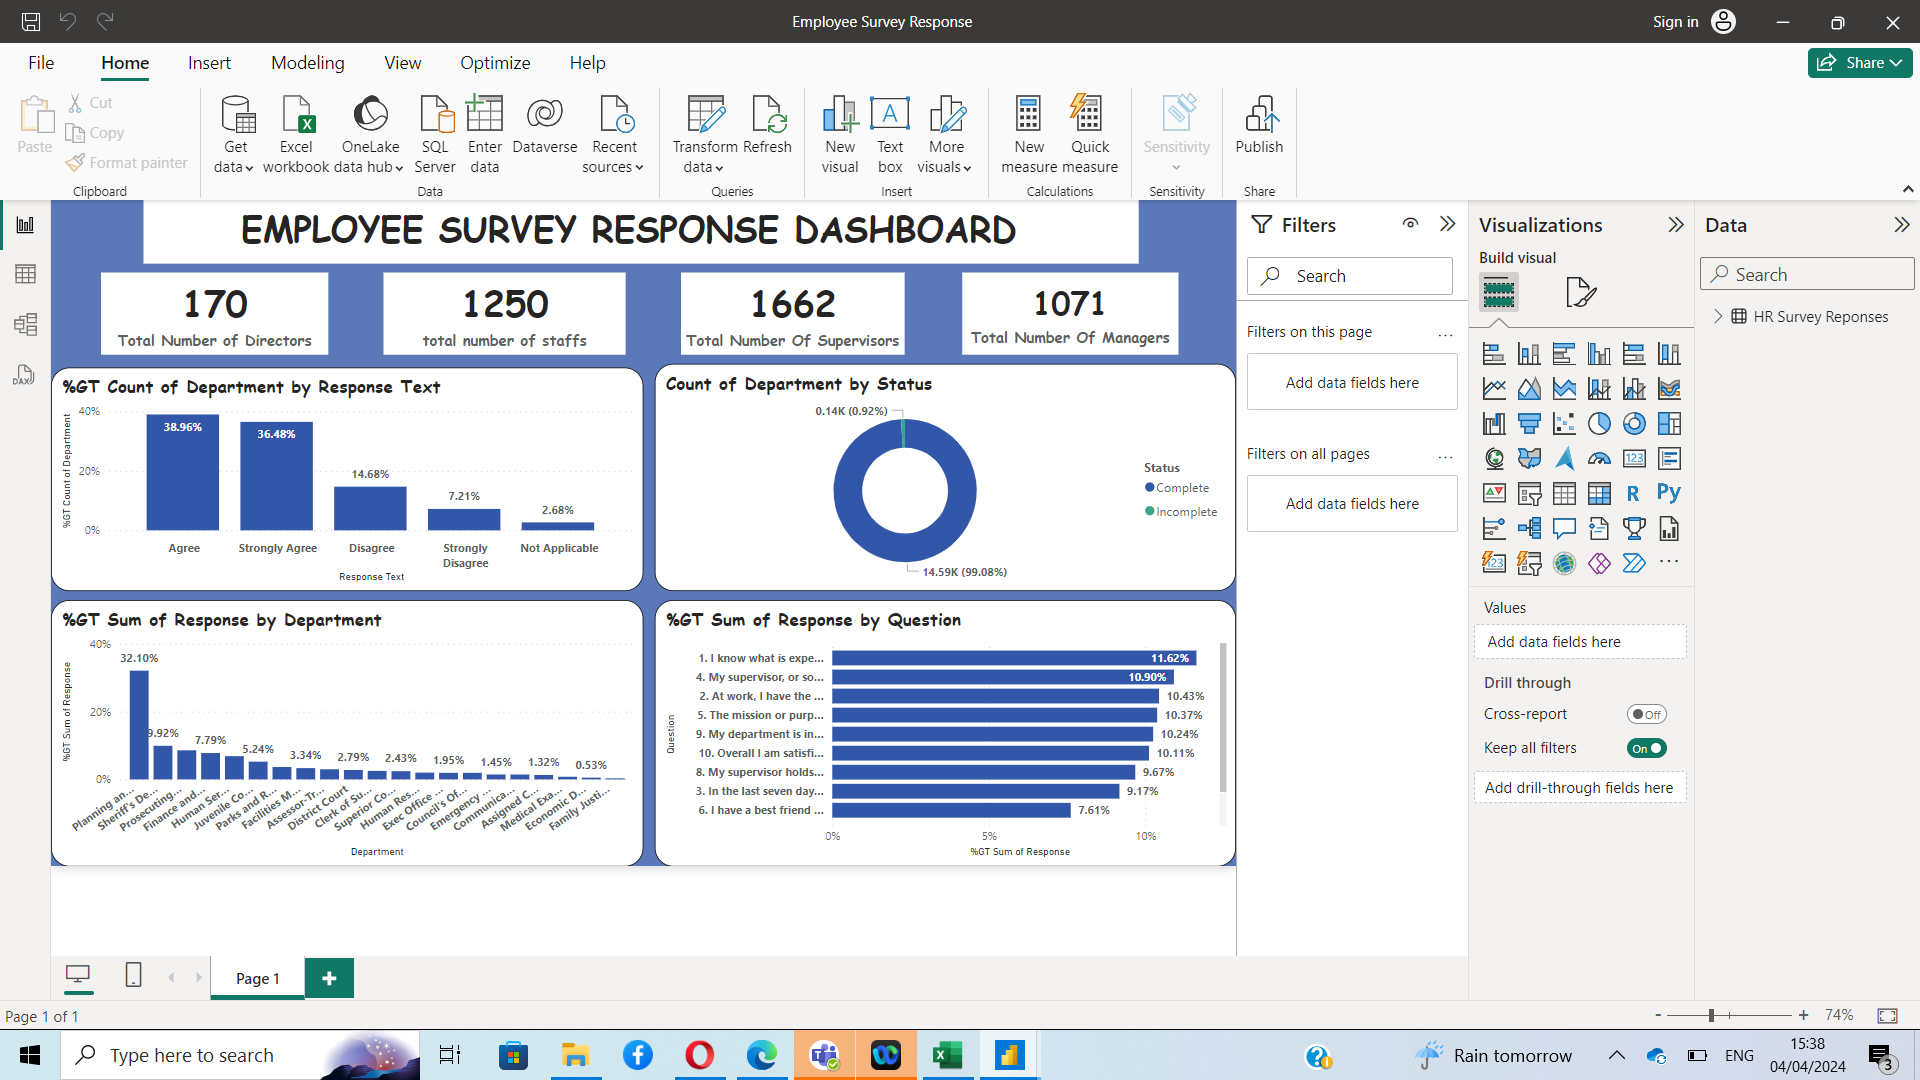 Employee Survey Response
Sign in
File Home Insert Modeling View Optimize Help
Share
Paste
Cut
Copy
Format painter
Clipboard
Get data
Excel workbook
OneLake data hub
SQL Server
Enter data
Dataverse
Recent sources
Data
Transform data
Refresh
Queries
New visual
Text box
More visuals
Insert
New measure
Quick measure
Calculations
Sensitivity
Sensitivity
Publish
Share
EMPLOYEE SURVEY RESPONSE DASHBOARD
170
Total Number of Directors
1250
total number of staffs
1662
Total Number Of Supervisors
1071
Total Number Of Managers
%GT Count of Department by Response Text
%GT Count of Department
40%
20%
0%
38.96%
36.48%
14.68%
7.21%
2.68%
Agree
Strongly Agree
Disagree
Strongly Disagree
Not Applicable
Response Text
Count of Department by Status
0.14K (0.92%)
14.59K (99.08%)
Status
Complete
Incomplete
%GT Sum of Response by Department
%GT Sum of Response
40%
20%
0%
32.10%
9.92%
7.79%
5.24%
3.34%
2.79%
2.43%
1.95%
1.45%
1.32%
0.53%
Planning an...
Sheriff's De...
Prosecuting...
Finance and...
Human Ser...
Juvenile Co...
Parks and R...
Facilities M...
Assessor-Tr...
District Court
Clerk of Su...
Superior Co...
Human Res...
Exec Office ...
Council's Of...
Emergency ...
Communica...
Assigned C...
Medical Exa...
Economic D...
Family Justi...
Department
%GT Sum of Response by Question
Question
1. I know what is expe... 11.62%
4. My supervisor, or so... 10.90%
2. At work, I have the ... 10.43%
5. The mission or purp... 10.37%
9. My department is in... 10.24%
10. Overall I am satisfi... 10.11%
8. My supervisor holds... 9.67%
3. In the last seven day... 9.17%
6. I have a best friend ... 7.61%
0% 5% 10%
%GT Sum of Response
Filters
Search
Filters on this page
...
Add data fields here
Filters on all pages
...
Add data fields here
Visualizations
Build visual
123
R
Py
123
...
Values
Add data fields here
Drill through
Cross-report
Off
Keep all filters
On
Add drill-through fields here
Data
Search
HR Survey Reponses
DAX
Page 1
+
Page 1 of 1
- + 74%
Type here to search
Rain tomorrow
ENG
15:38
04/04/2024
3